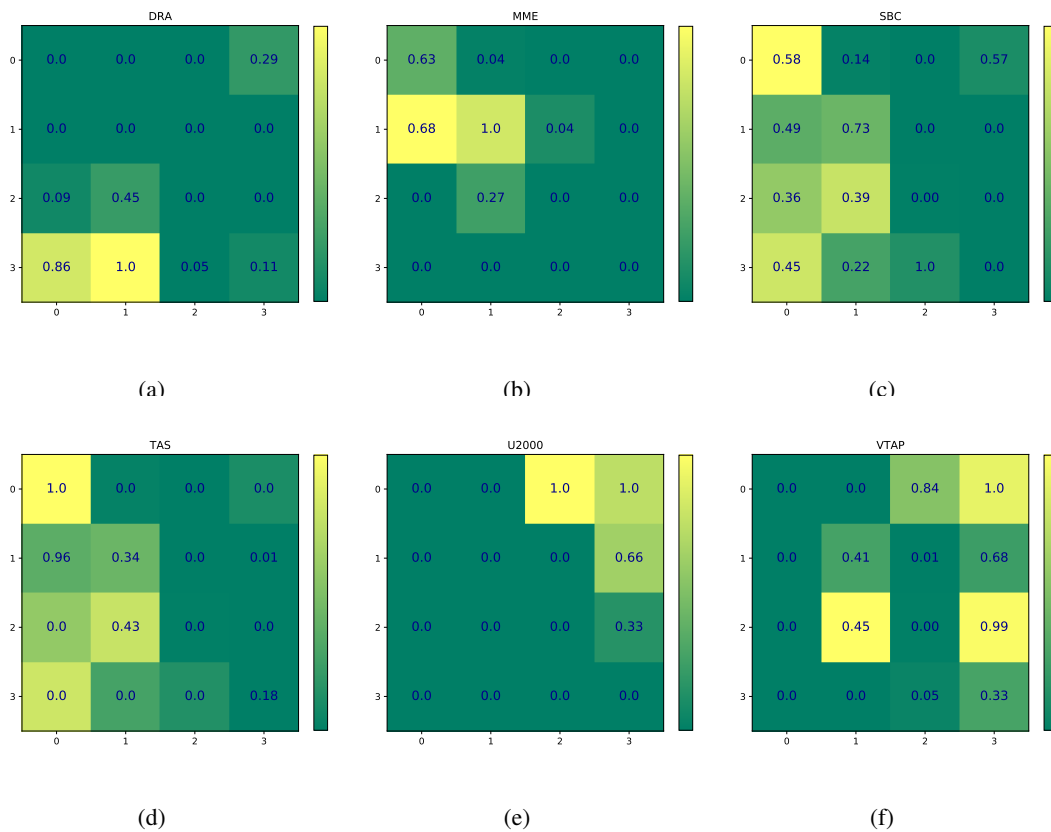 DRA MME SBC
0 0.0 0.0 0.0 0.29 0 0.63 0.04 0.0 0.0 0 0.58 0.14 0.0 0.57
1 0.0 0.0 0.0 0.0 1 0.68 1.0 0.04 0.0 1 0.49 0.73 0.0 0.0
2 0.09 0.45 0.0 0.0 2 0.0 0.27 0.0 0.0 2 0.36 0.39 0.00 0.0
3 0.86 1.0 0.05 0.11 3 0.0 0.0 0.0 0.0 3 0.45 0.22 1.0 0.0
0 1 2 3 0 1 2 3 0 1 2 3
(a) (b) (c)
TAS U2000 VTAP
0 1.0 0.0 0.0 0.0 0 0.0 0.0 1.0 1.0 0 0.0 0.0 0.84 1.0
1 0.96 0.34 0.0 0.01 1 0.0 0.0 0.0 0.66 1 0.0 0.41 0.01 0.68
2 0.0 0.43 0.0 0.0 2 0.0 0.0 0.0 0.33 2 0.0 0.45 0.00 0.99
3 0.0 0.0 0.0 0.18 3 0.0 0.0 0.0 0.0 3 0.0 0.0 0.05 0.33
0 1 2 3 0 1 2 3 0 1 2 3
(d) (e) (f)